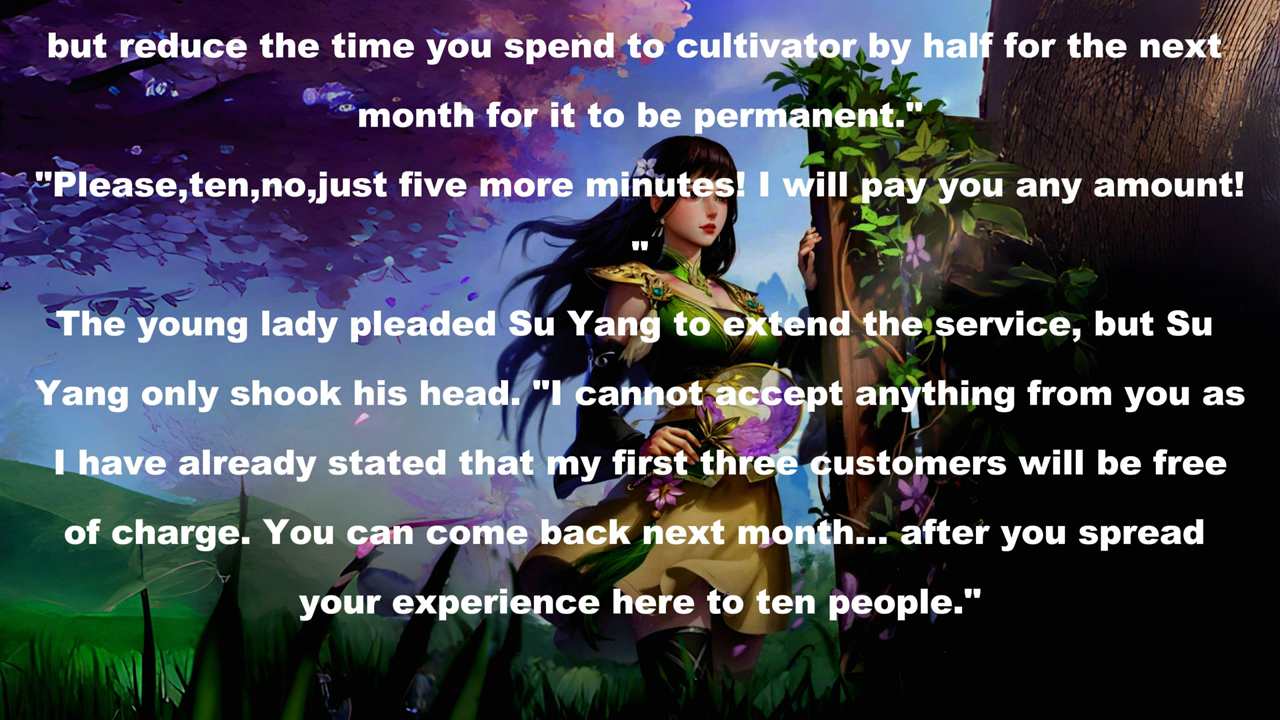 but reduce the time you spend to cultivator by half for the next
month for it to be permanent."
"Please,ten,no,just five more minutes! I will pay you any amount!
"
The young lady pleaded Su Yang to extend the service, but Su
Yang only shook his head. "I cannot accept anything from you as
I have already stated that my first three customers will be free
of charge. You can come back next month... after you spread
your experience here to ten people."